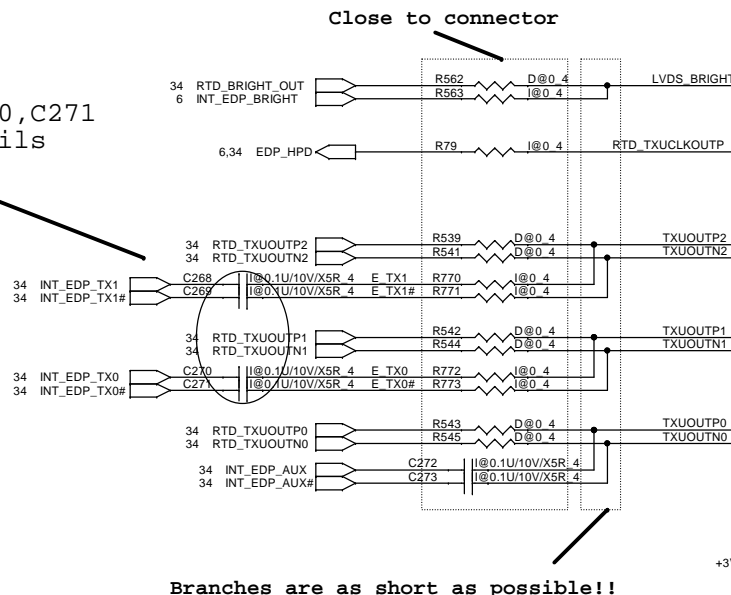 Close to connector
0,C271
ils
34 RTD_BRIGHT_OUT R562 D@0_4 LVDS_BRIGHT
6 INT_EDP_BRIGHT R563 I@0_4
6,34 EDP_HPD R79 I@0_4 RTD_TXUCLKOUTP
34 RTD_TXUOUTP2 R539 D@0_4 TXUOUTP2
34 RTD_TXUOUTN2 R541 D@0_4 TXUOUTN2
34 INT_EDP_TX1 C268 I@0.1U/10V/X5R_4 E_TX1 R770 I@0_4
34 INT_EDP_TX1# C269 I@0.1U/10V/X5R_4 E_TX1# R771 I@0_4
34 RTD_TXUOUTP1 R542 D@0_4 TXUOUTP1
34 RTD_TXUOUTN1 R544 D@0_4 TXUOUTN1
34 INT_EDP_TX0 C270 I@0.1U/10V/X5R_4 E_TX0 R772 I@0_4
34 INT_EDP_TX0# C271 I@0.1U/10V/X5R_4 E_TX0# R773 I@0_4
34 RTD_TXUOUTP0 R543 D@0_4 TXUOUTP0
34 RTD_TXUOUTN0 R545 D@0_4 TXUOUTN0
34 INT_EDP_AUX C272 I@0.1U/10V/X5R_4
34 INT_EDP_AUX# C273 I@0.1U/10V/X5R_4
Branches are as short as possible!!